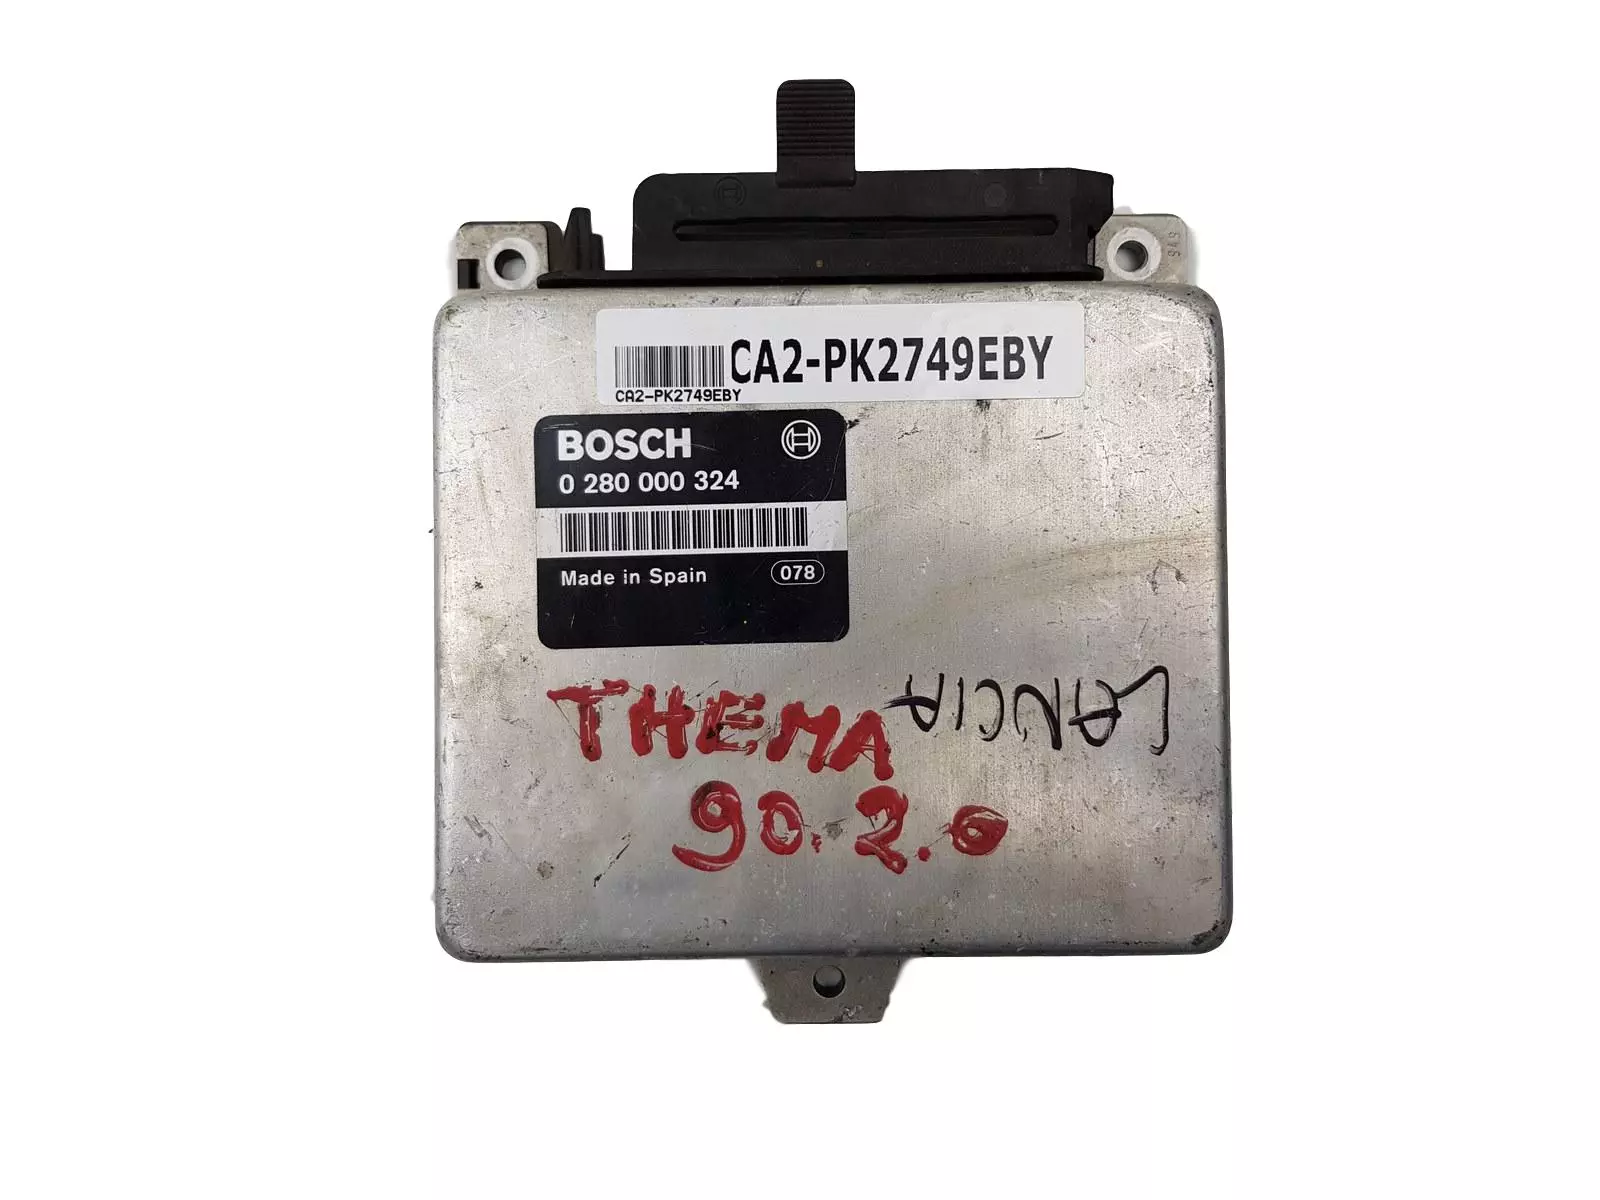 CA2-PK2749EBY
CA2-PK2749EBY
BOSCH
0 280 000 324
Made in Spain 078
THEMA LANCIA
90.2.0